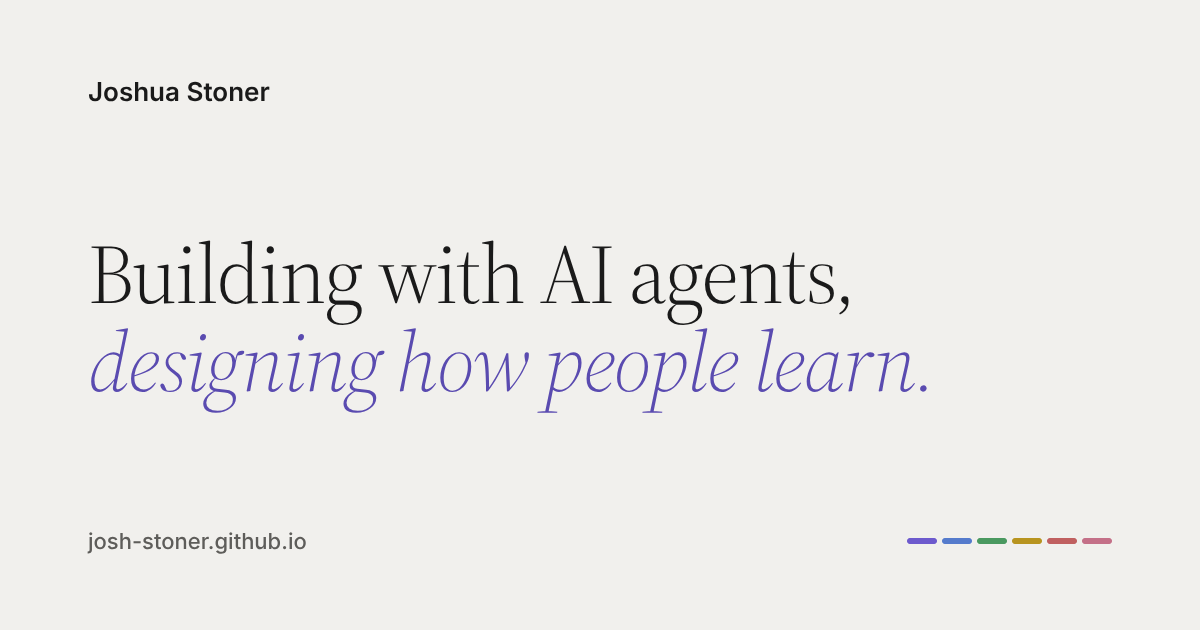 Joshua Stoner
Building with AI agents,
designing how people learn.
josh-stoner.github.io